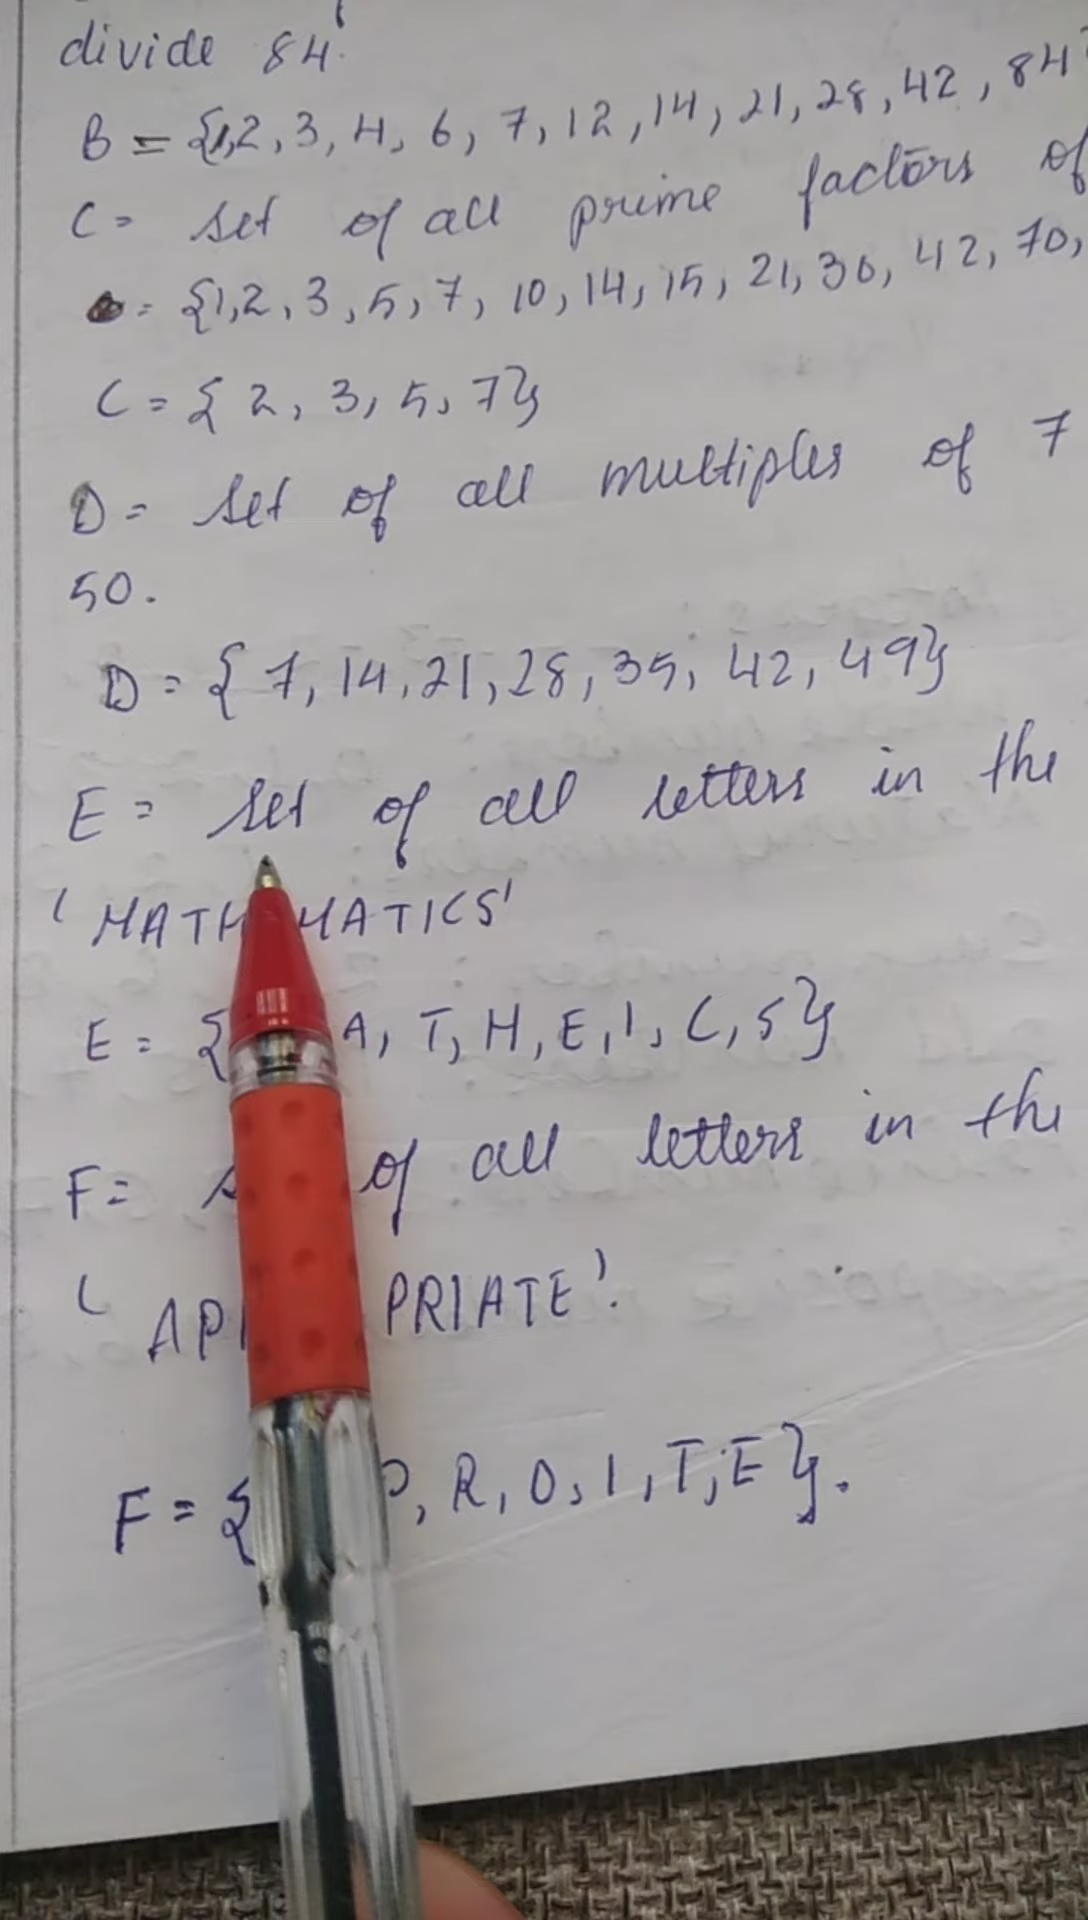 divide 84.
B = {1,2, 3, 4, 6, 7, 12, 14, 21, 28, 42, 84
C = set of all prime factors of
= {1,2, 3, 5, 7, 10, 14, 15, 21, 30, 42, 70,
C = { 2, 3, 5, 7}
D = set of all multiples of 7
50.
D = { 7, 14, 21, 28, 35, 42, 49}
E = set of all letters in the
'MATH MATICS'
E = { A, T, H, E, I, C, S}
F = of all letters in the
' AP PRIATE'.
F = { P, R, O, I, T, E }.